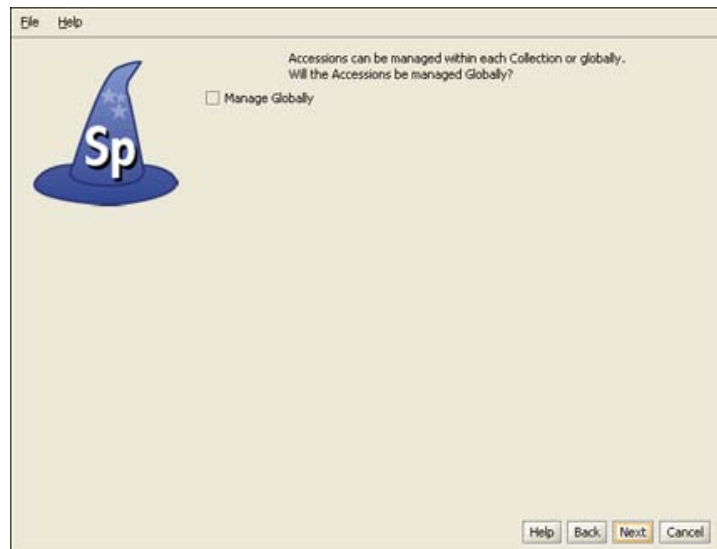 File Help
Accessions can be managed within each Collection or globally.
Will the Accessions be managed Globally?
Manage Globally
Sp
Help Back Next Cancel